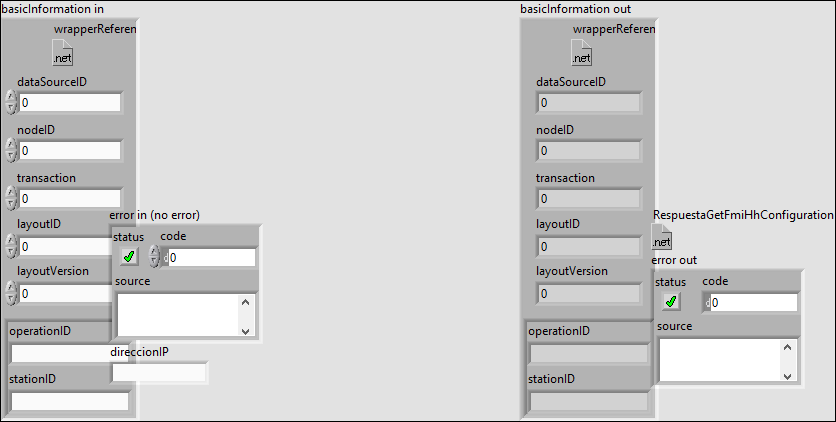 basicInformation in
wrapperReferen
.net
dataSourceID
0
nodeID
0
transaction
0
layoutID
0
layoutVersion
0
operationID
stationID
error in (no error)
status
code
d0
source
direccionIP
basicInformation out
wrapperReferen
.net
dataSourceID
0
nodeID
0
transaction
0
layoutID
0
layoutVersion
0
operationID
stationID
RespuestaGetFmiHhConfiguration
.net
error out
status
code
d0
source